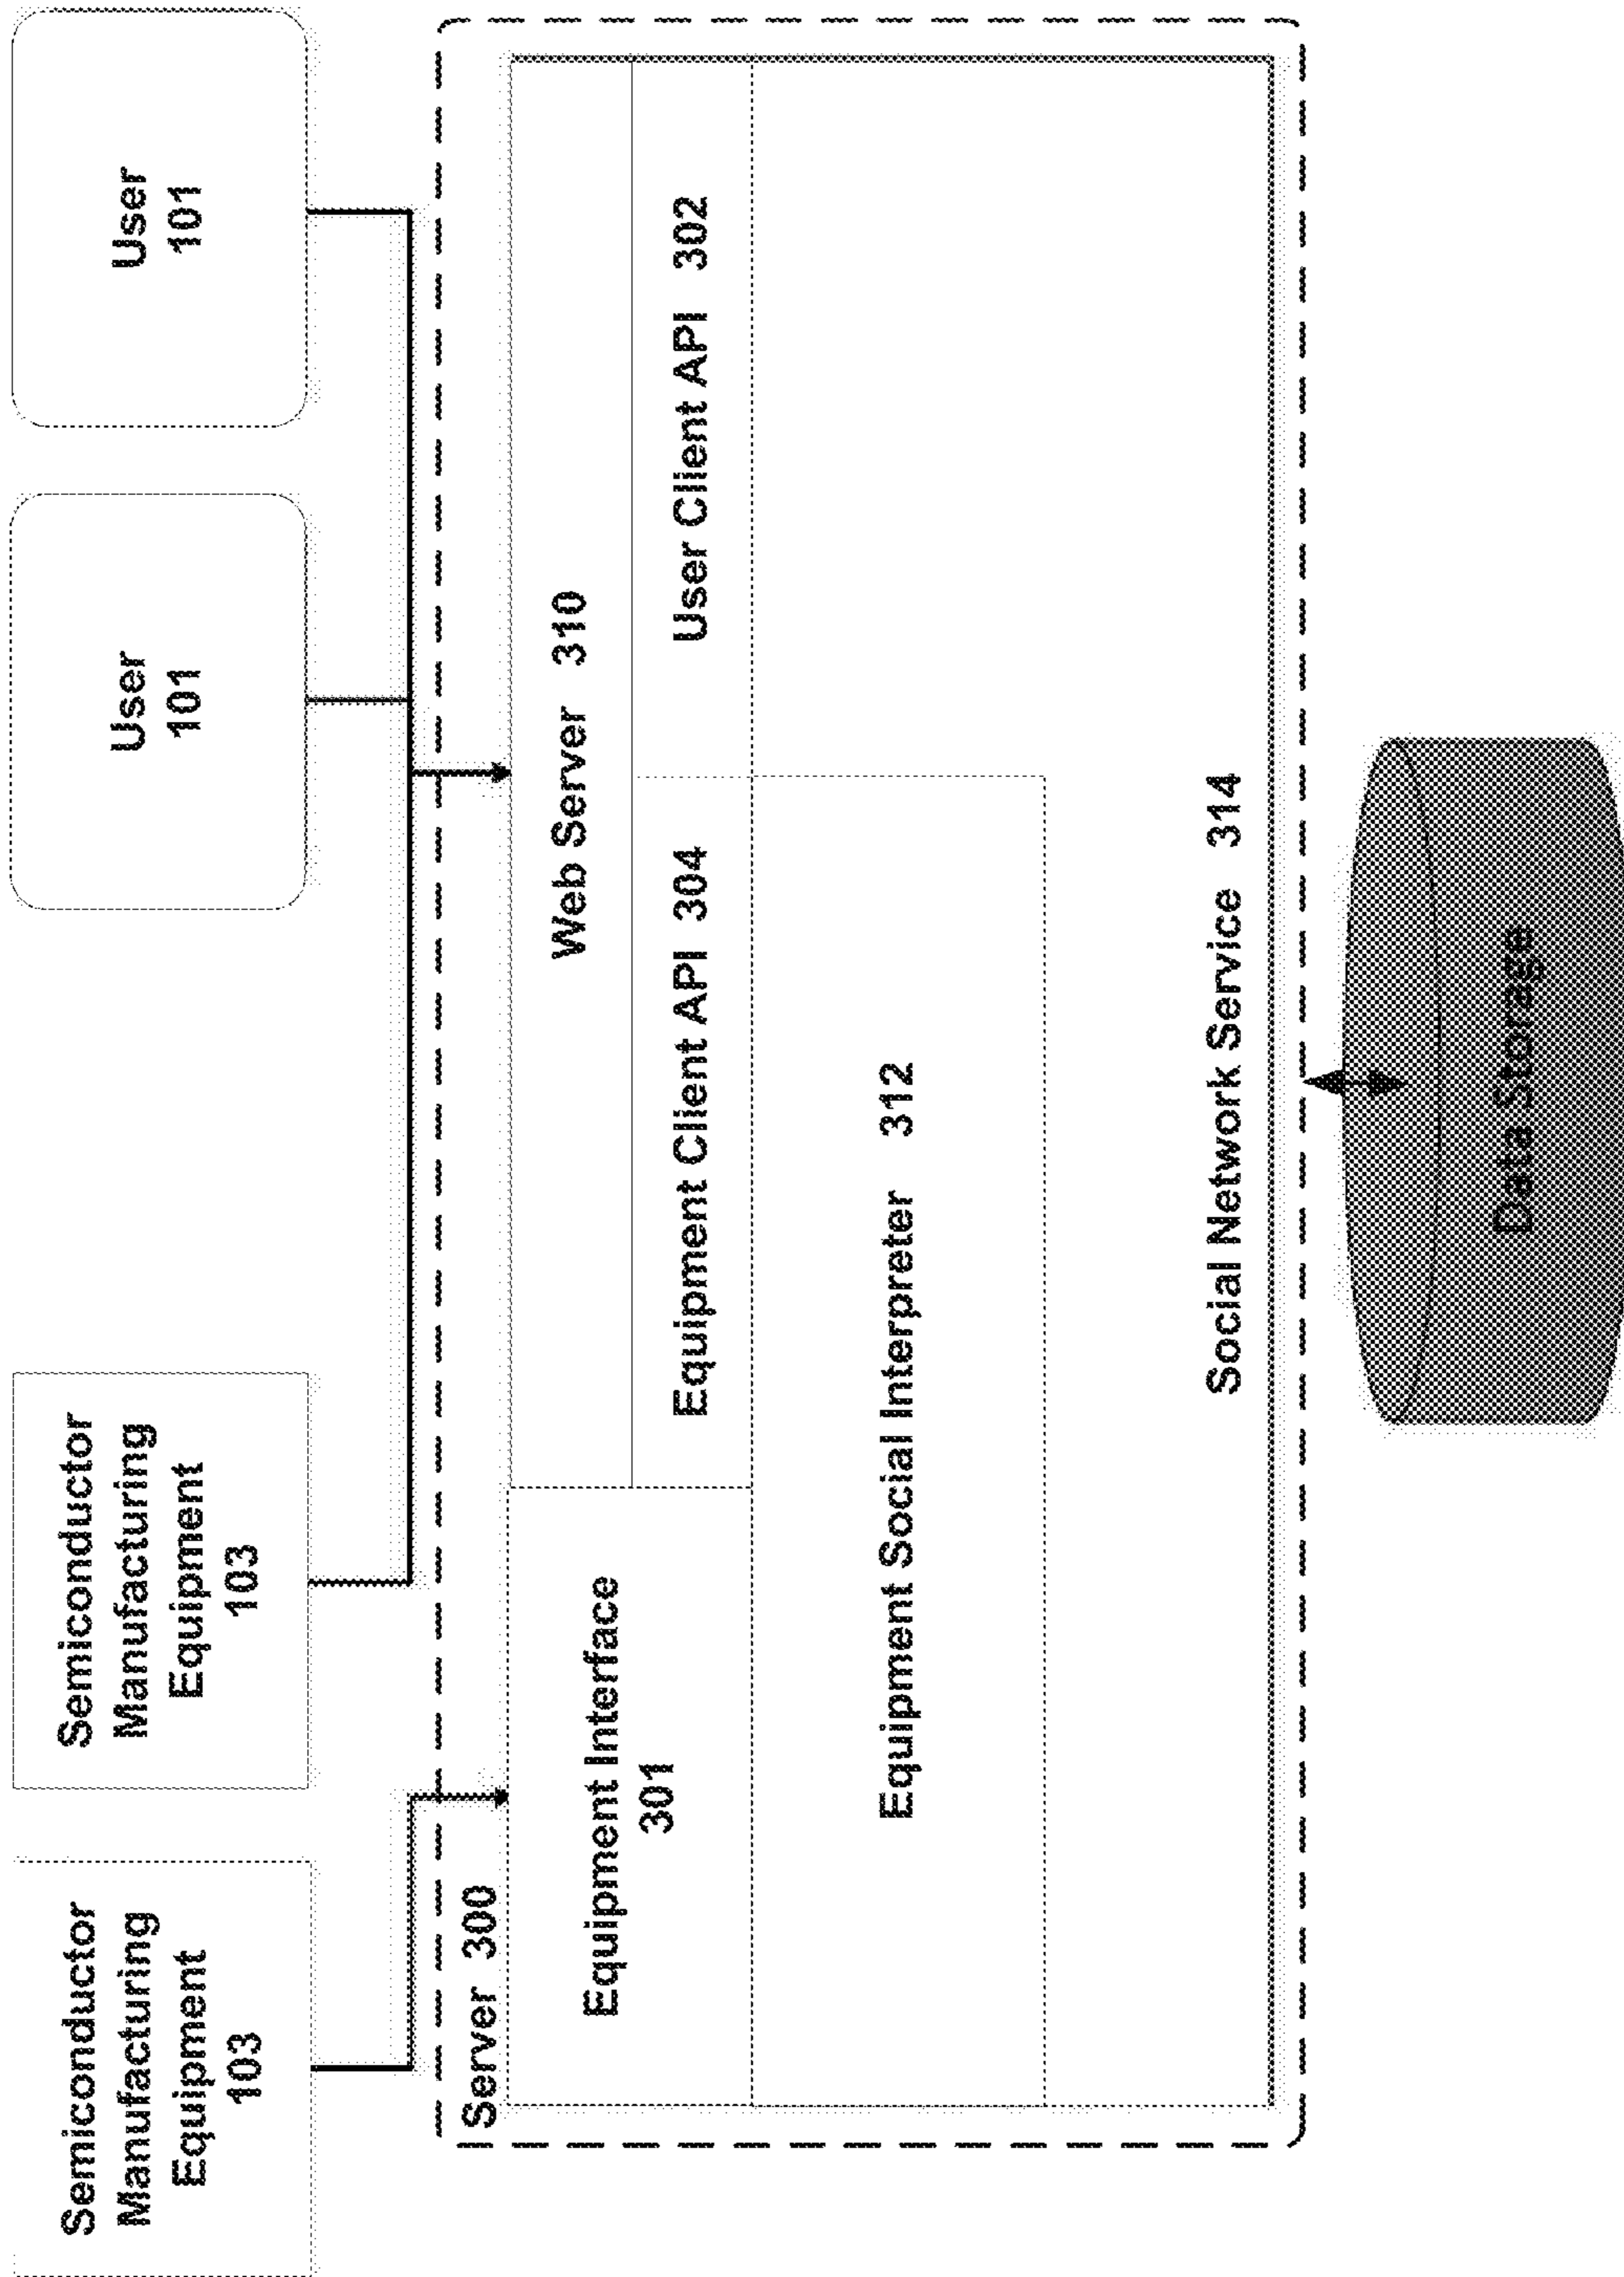 Semiconductor
Manufacturing
Equipment
103
Semiconductor
Manufacturing
Equipment
103
User
101
User
101
Server 300
Equipment Interface
301
Web Server 310
Equipment Client API 304
User Client API 302
Equipment Social Interpreter 312
Social Network Service 314
Data Storage